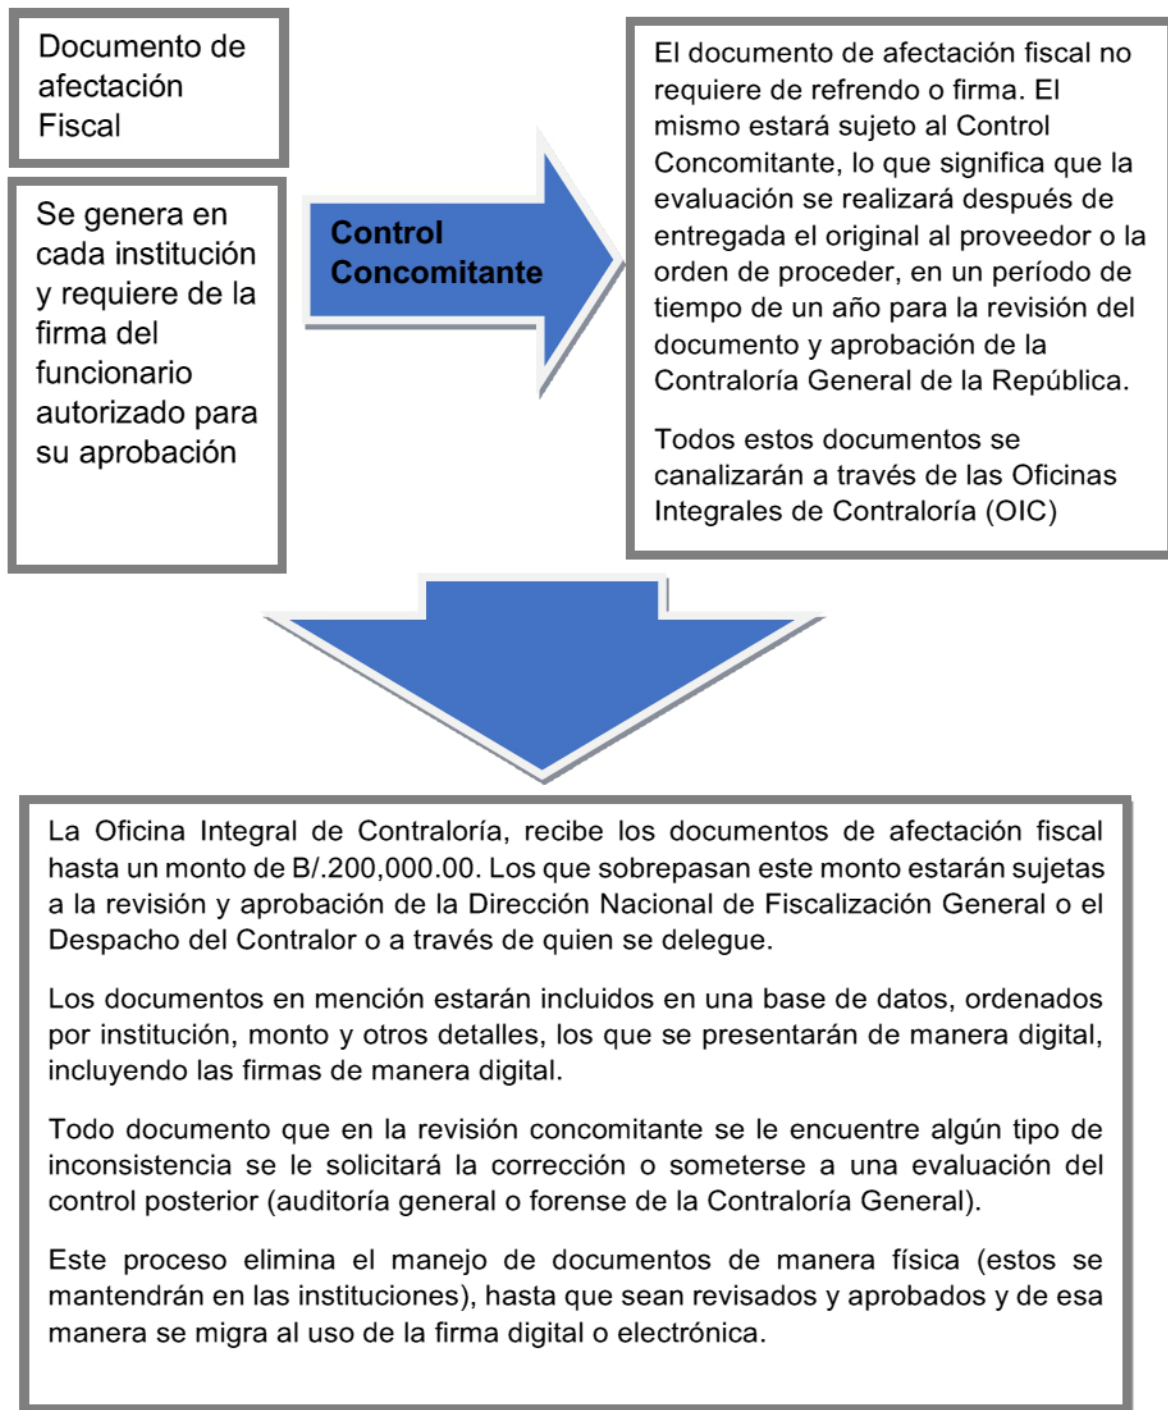 Documento de
afectación
Fiscal
Se genera en
cada institución
y requiere de la
firma del
funcionario
autorizado para
su aprobación
Control
Concomitante
El documento de afectación fiscal no
requiere de refrendo o firma. El
mismo estará sujeto al Control
Concomitante, lo que significa que la
evaluación se realizará después de
entregada el original al proveedor o la
orden de proceder, en un período de
tiempo de un año para la revisión del
documento y aprobación de la
Contraloría General de la República.
Todos estos documentos se
canalizarán a través de las Oficinas
Integrales de Contraloría (OIC)
La Oficina Integral de Contraloría, recibe los documentos de afectación fiscal
hasta un monto de B/.200,000.00. Los que sobrepasan este monto estarán sujetas
a la revisión y aprobación de la Dirección Nacional de Fiscalización General o el
Despacho del Contralor o a través de quien se delegue.
Los documentos en mención estarán incluidos en una base de datos, ordenados
por institución, monto y otros detalles, los que se presentarán de manera digital,
incluyendo las firmas de manera digital.
Todo documento que en la revisión concomitante se le encuentre algún tipo de
inconsistencia se le solicitará la corrección o someterse a una evaluación del
control posterior (auditoría general o forense de la Contraloría General).
Este proceso elimina el manejo de documentos de manera física (estos se
mantendrán en las instituciones), hasta que sean revisados y aprobados y de esa
manera se migra al uso de la firma digital o electrónica.